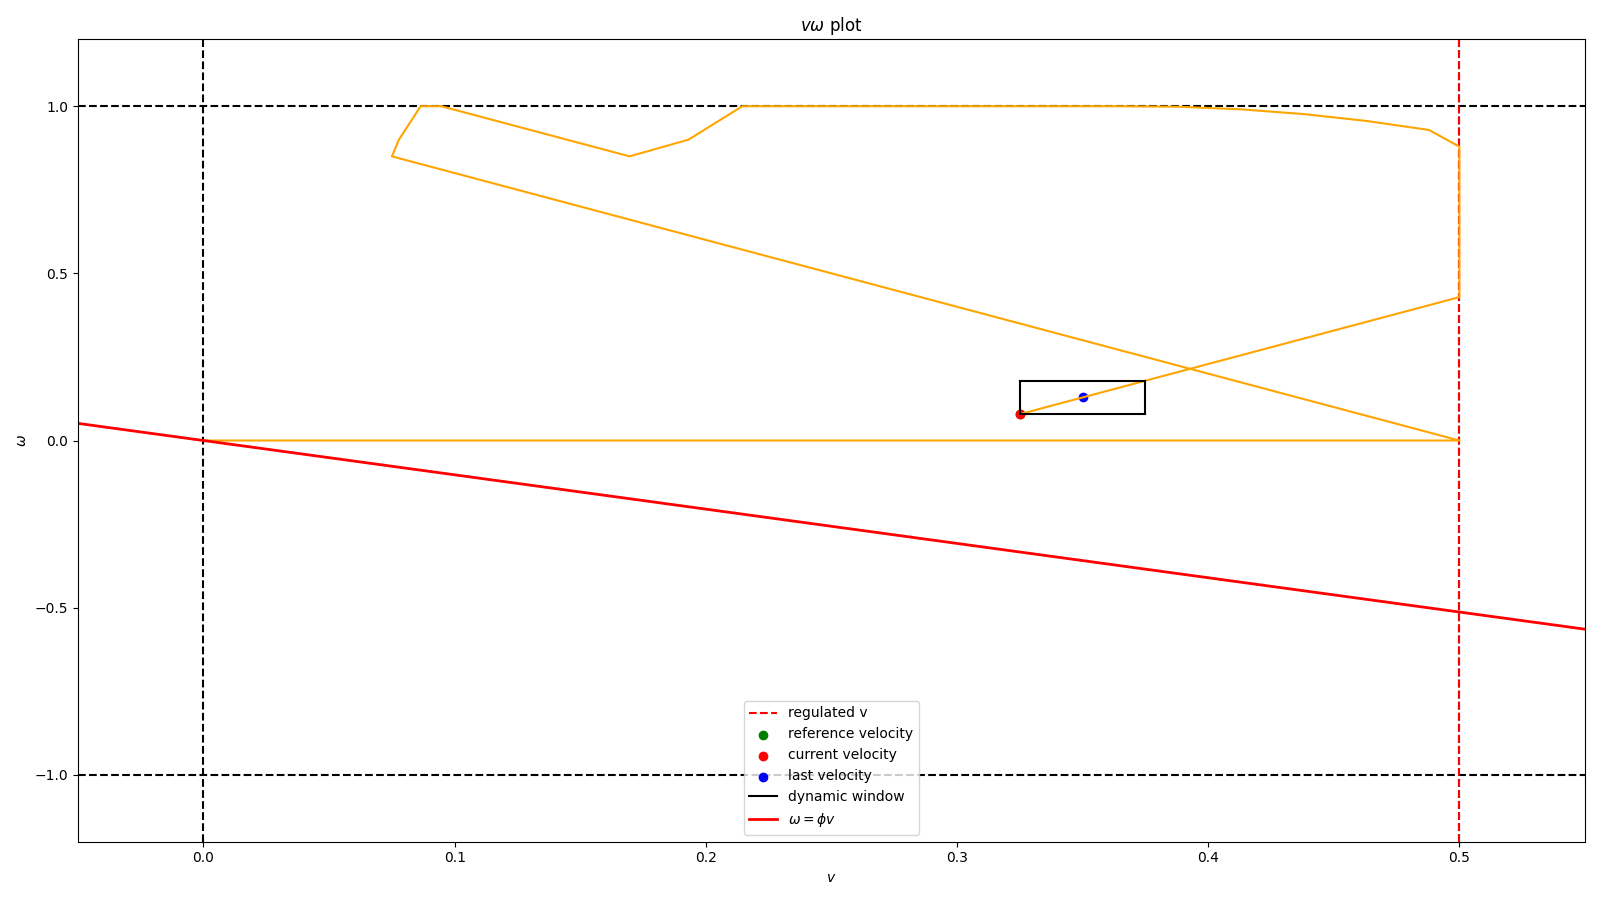 vω plot
1.0
0.5
0.0
−0.5
−1.0
ω
0.0 0.1 0.2 0.3 0.4 0.5
v
regulated v
reference velocity
current velocity
last velocity
dynamic window
ω = ϕv